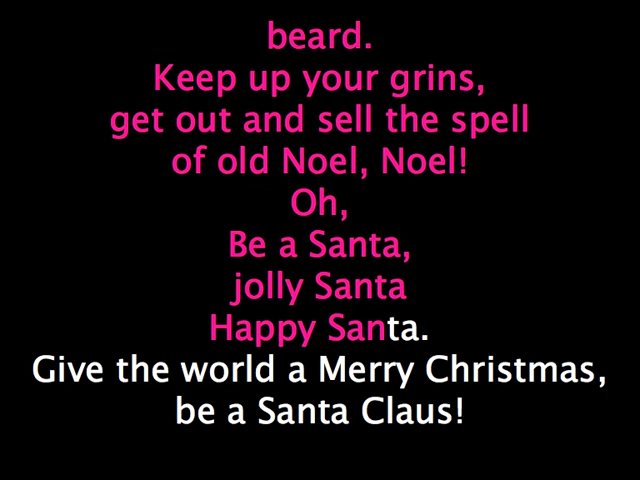 beard.
Keep up your grins,
get out and sell the spell
of old Noel, Noel!
Oh,
Be a Santa,
jolly Santa
Happy Santa.
Give the world a Merry Christmas,
be a Santa Claus!